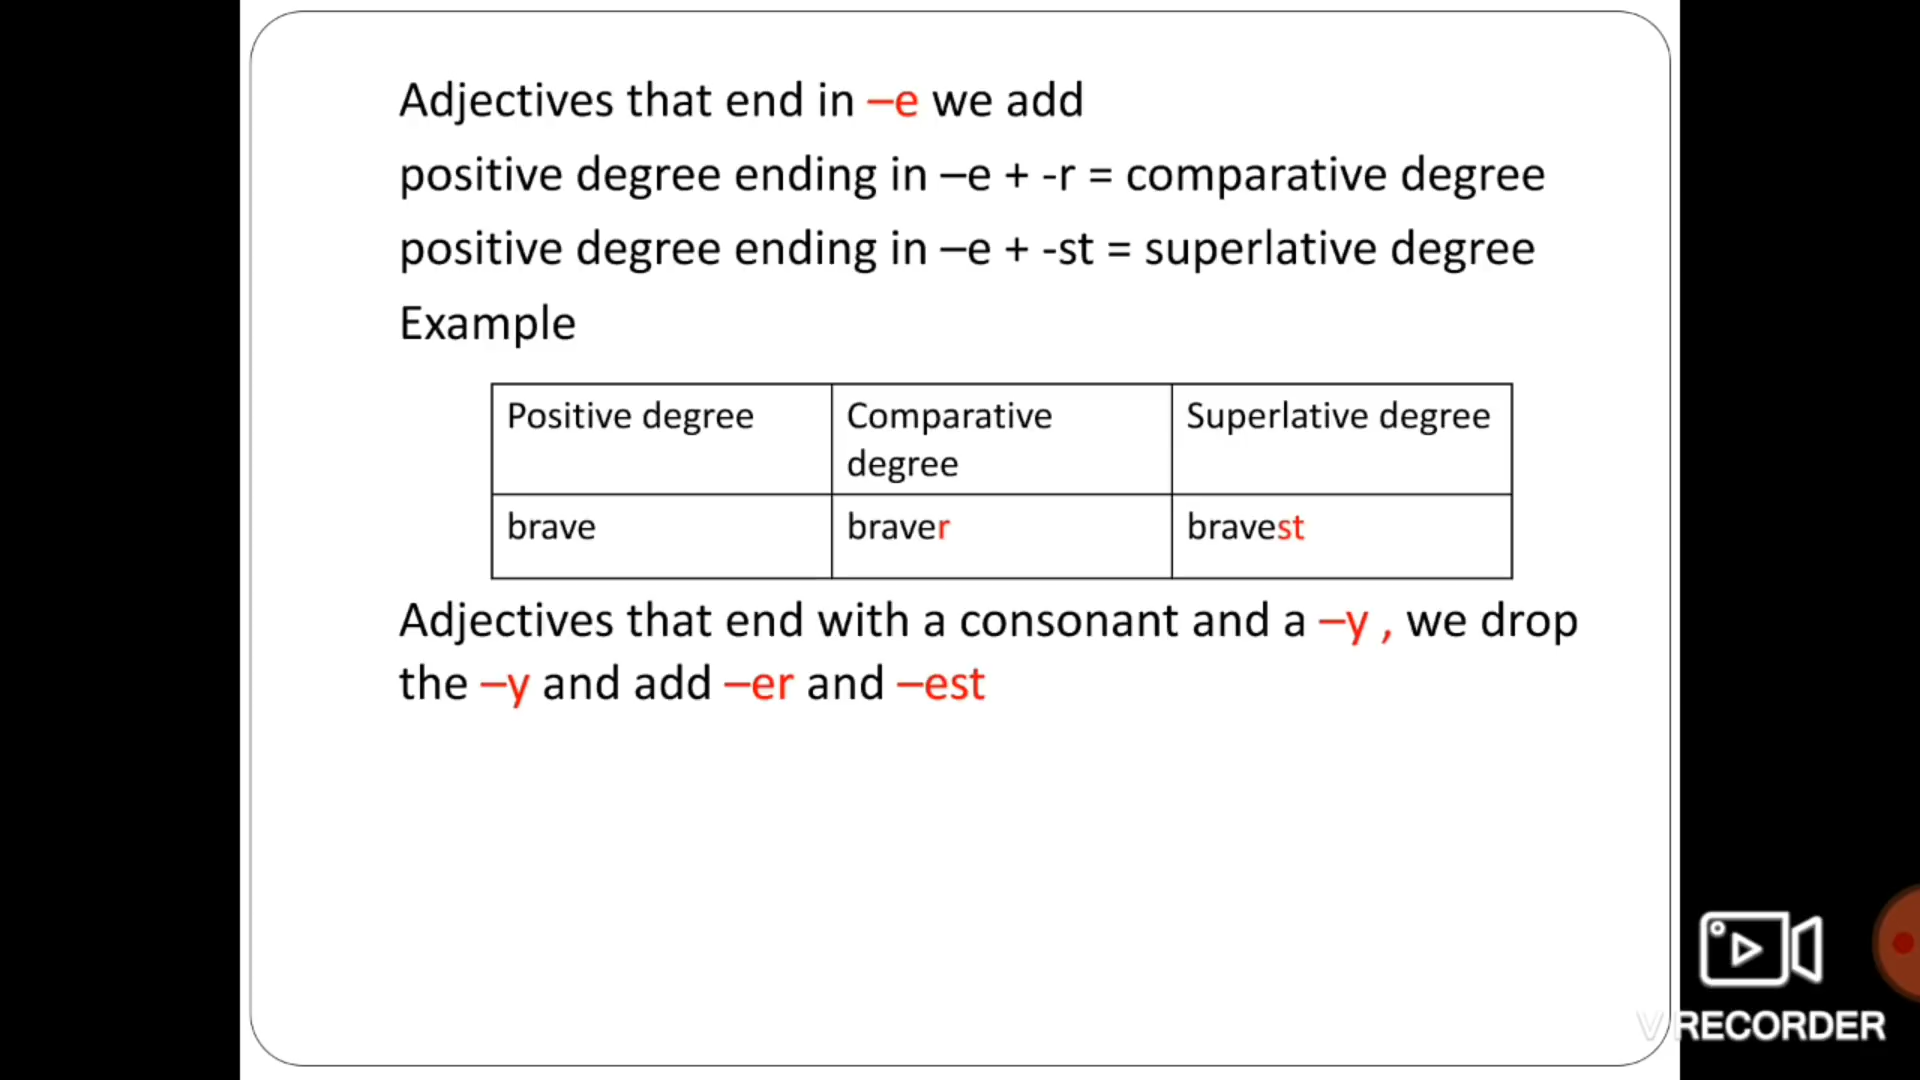 Adjectives that end in –e we add
positive degree ending in –e + -r = comparative degree
positive degree ending in –e + -st = superlative degree
Example
Positive degree
Comparative
degree
Superlative degree
brave
braver
bravest
Adjectives that end with a consonant and a –y , we drop
the –y and add –er and –est
V RECORDER